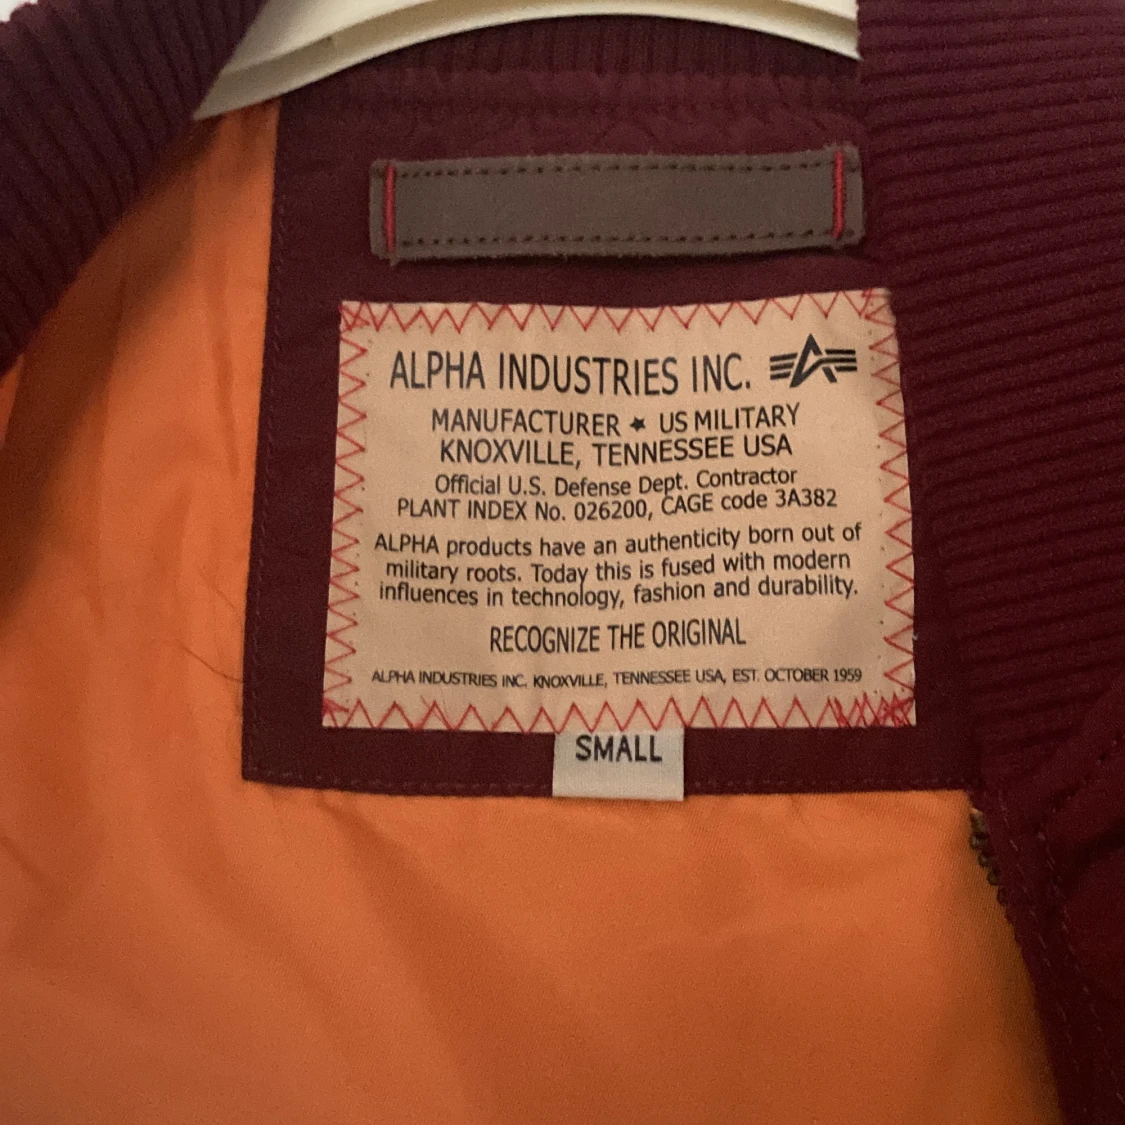 ALPHA INDUSTRIES INC.
MANUFACTURER ★ US MILITARY
KNOXVILLE, TENNESSEE USA
Official U.S. Defense Dept. Contractor
PLANT INDEX No. 026200, CAGE code 3A382
ALPHA products have an authenticity born out of
military roots. Today this is fused with modern
influences in technology, fashion and durability.
RECOGNIZE THE ORIGINAL
ALPHA INDUSTRIES INC. KNOXVILLE, TENNESSEE USA, EST. OCTOBER 1959
SMALL